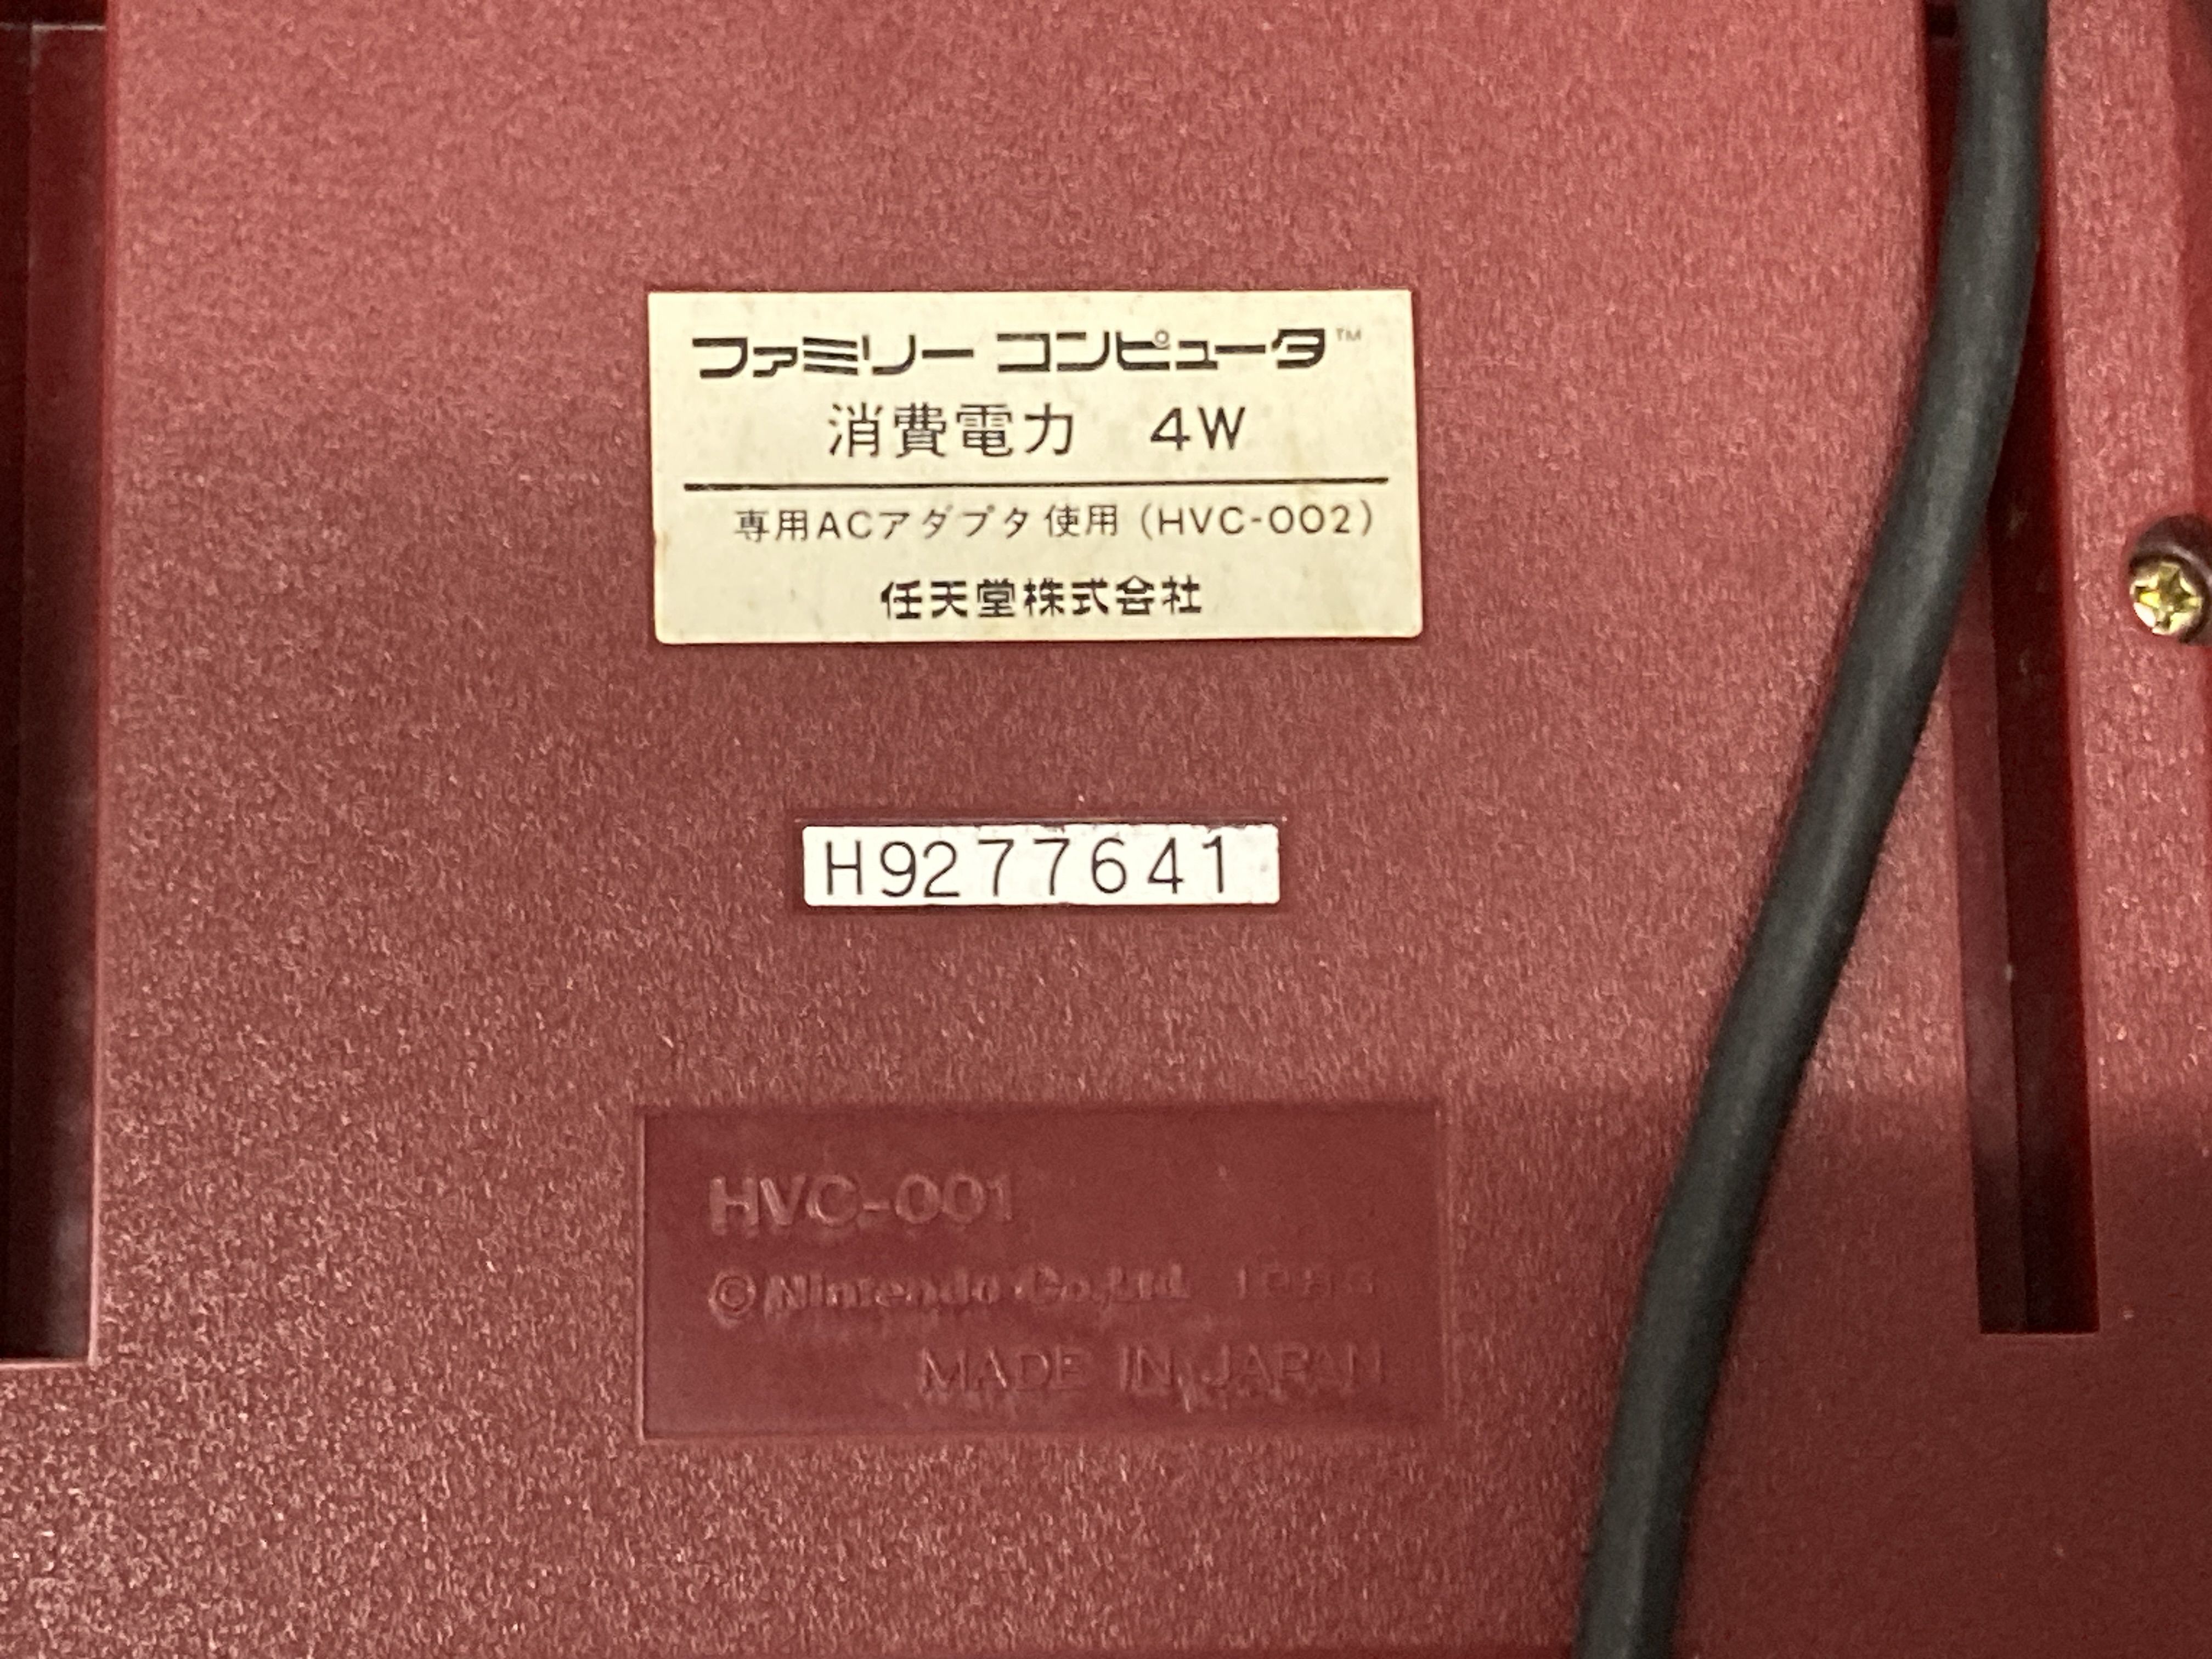 ファミリー コンピュータ™
消費電力 4W
専用ACアダプタ使用 (HVC-002)
任天堂株式会社
H9277641
HVC-001
©Nintendo Co.,Ltd.
MADE IN JAPAN